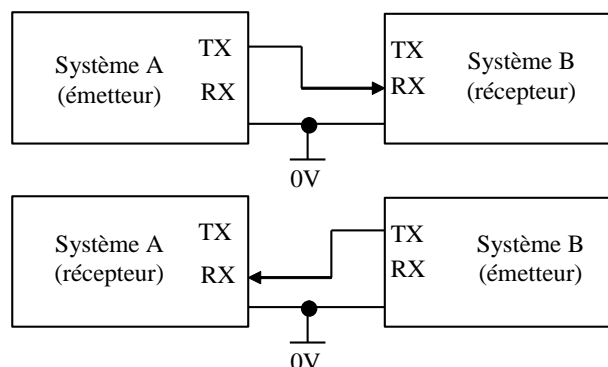 TX
TX
Système A
Système B
(émetteur)
RX
RX
(récepteur)
0V
TX
TX
Système A
Système B
(récepteur)
RX
RX
(émetteur)
0V